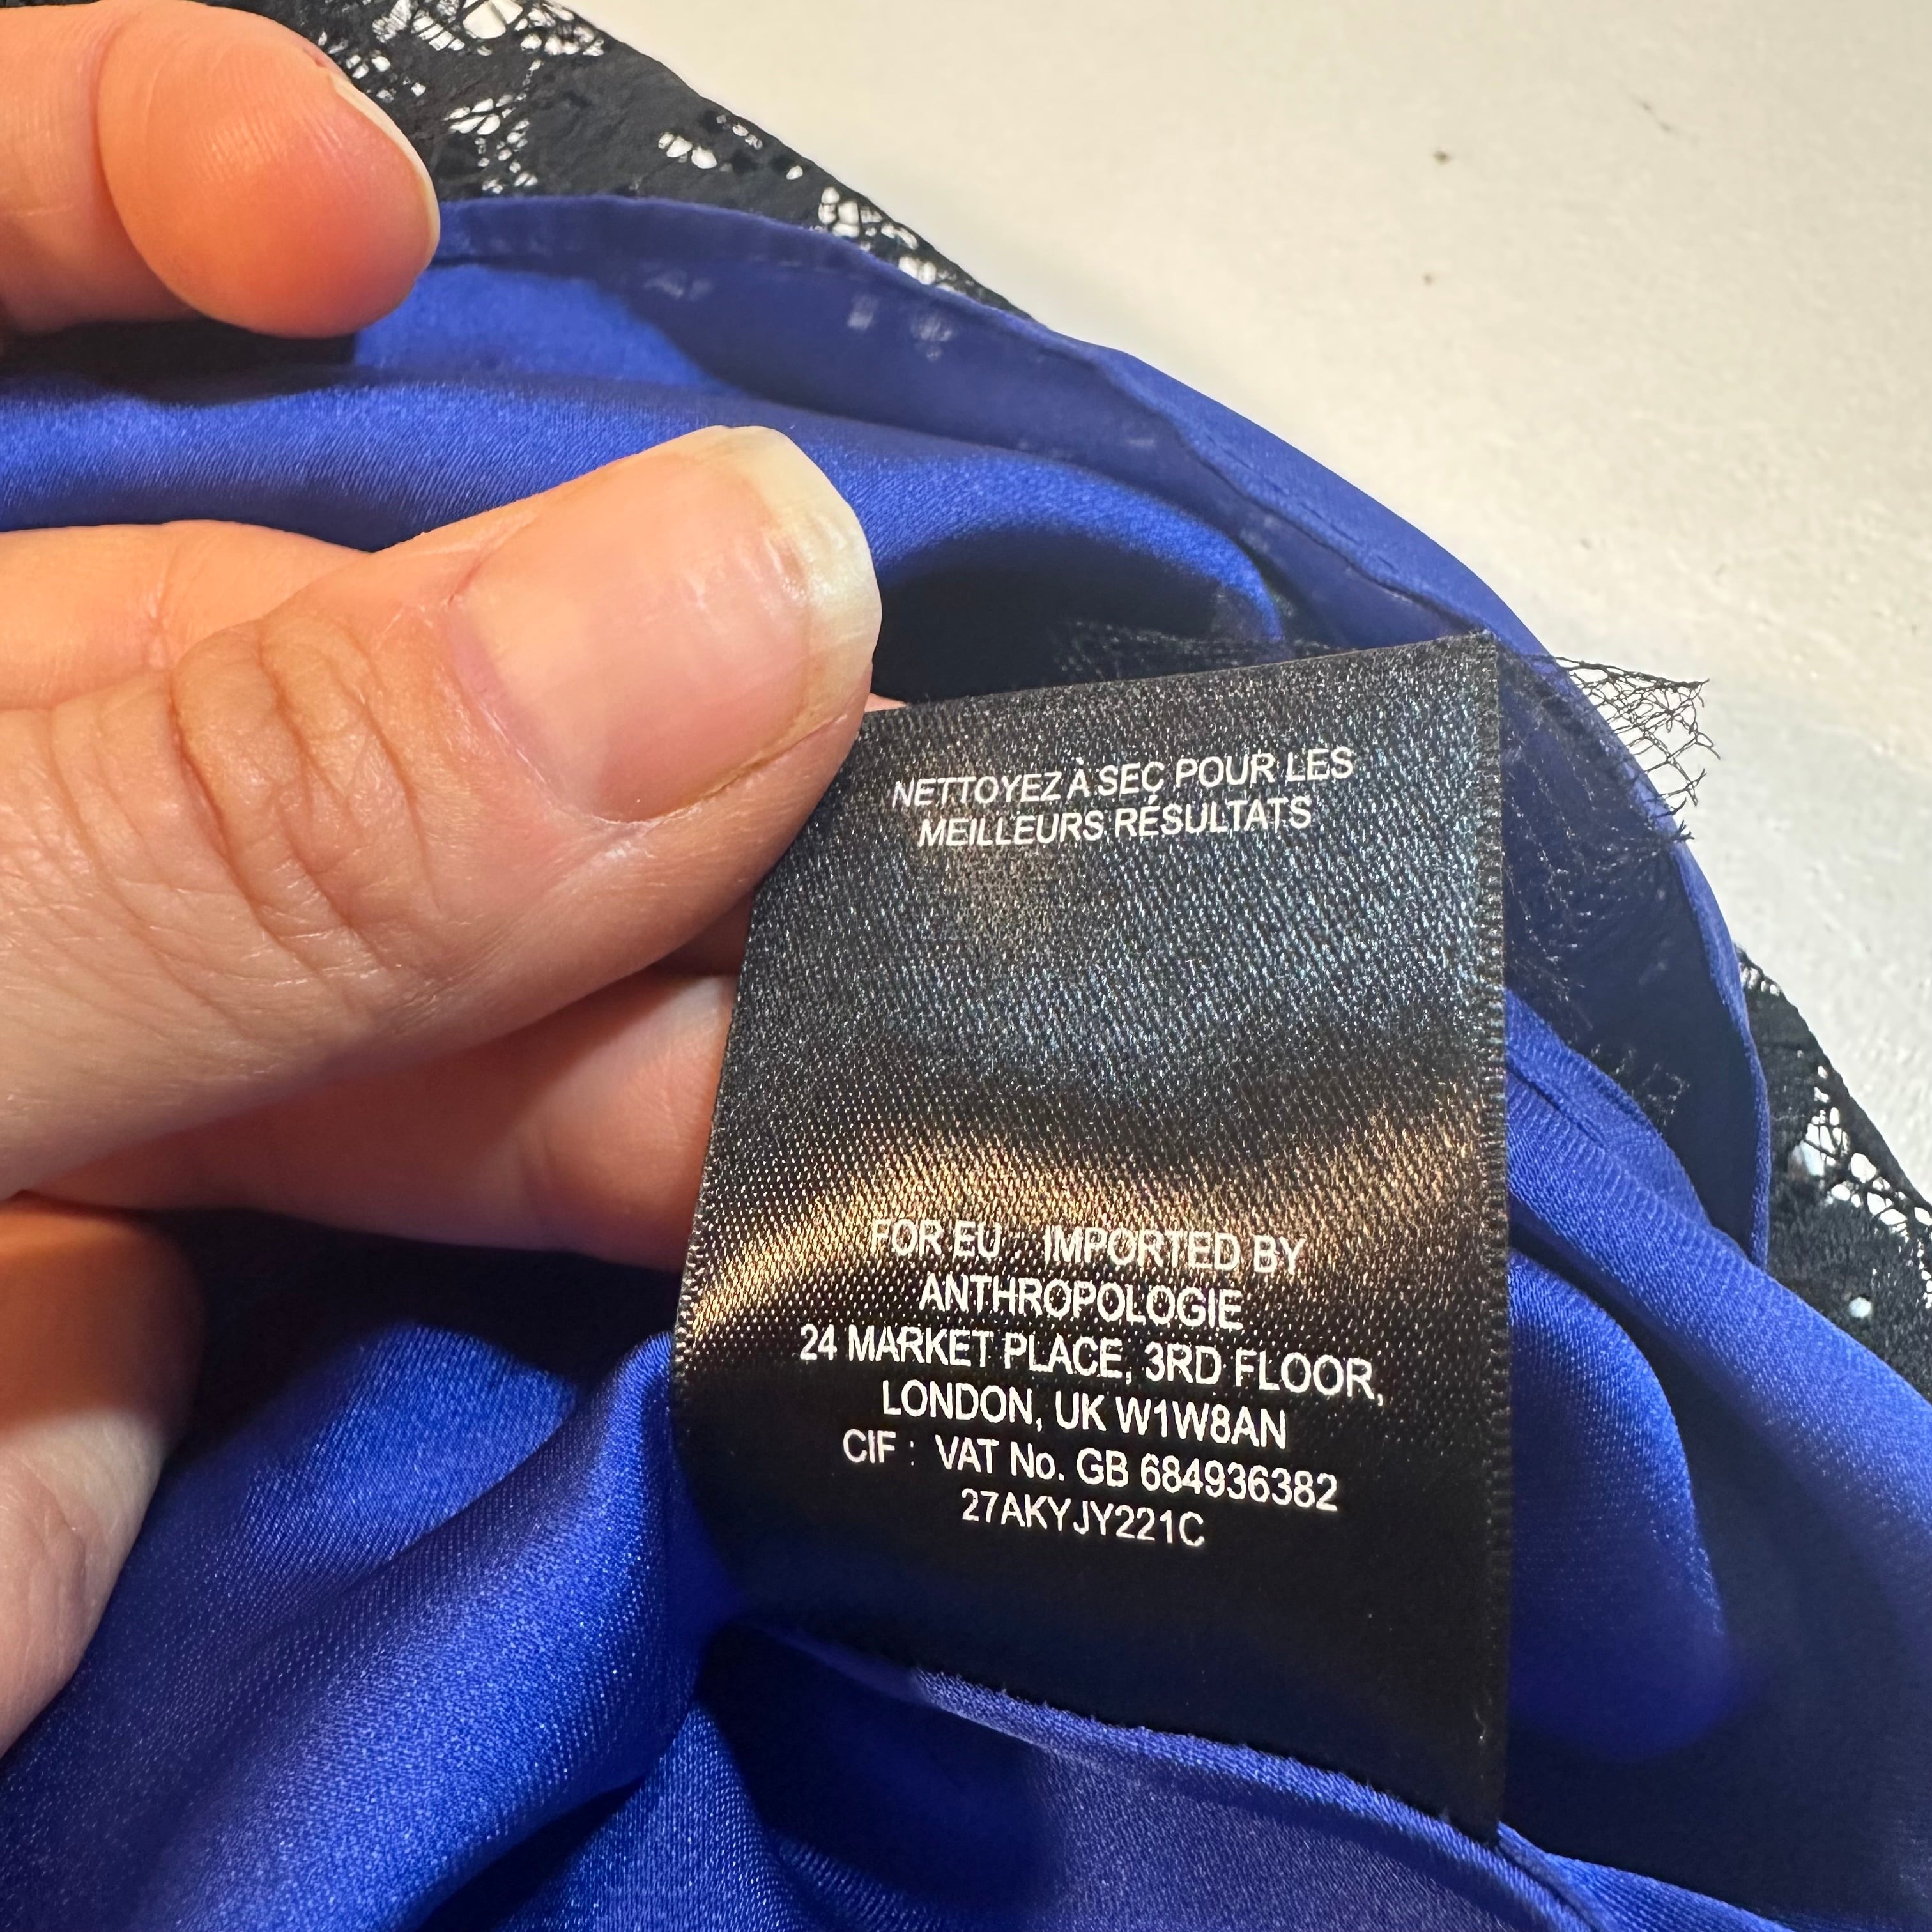 NETTOYEZ À SEC POUR LES
MEILLEURS RÉSULTATS
FOR EU IMPORTED BY
ANTHROPOLOGIE
24 MARKET PLACE, 3RD FLOOR,
LONDON, UK W1W8AN
CIF : VAT No. GB 684936382
27AKYJY221C